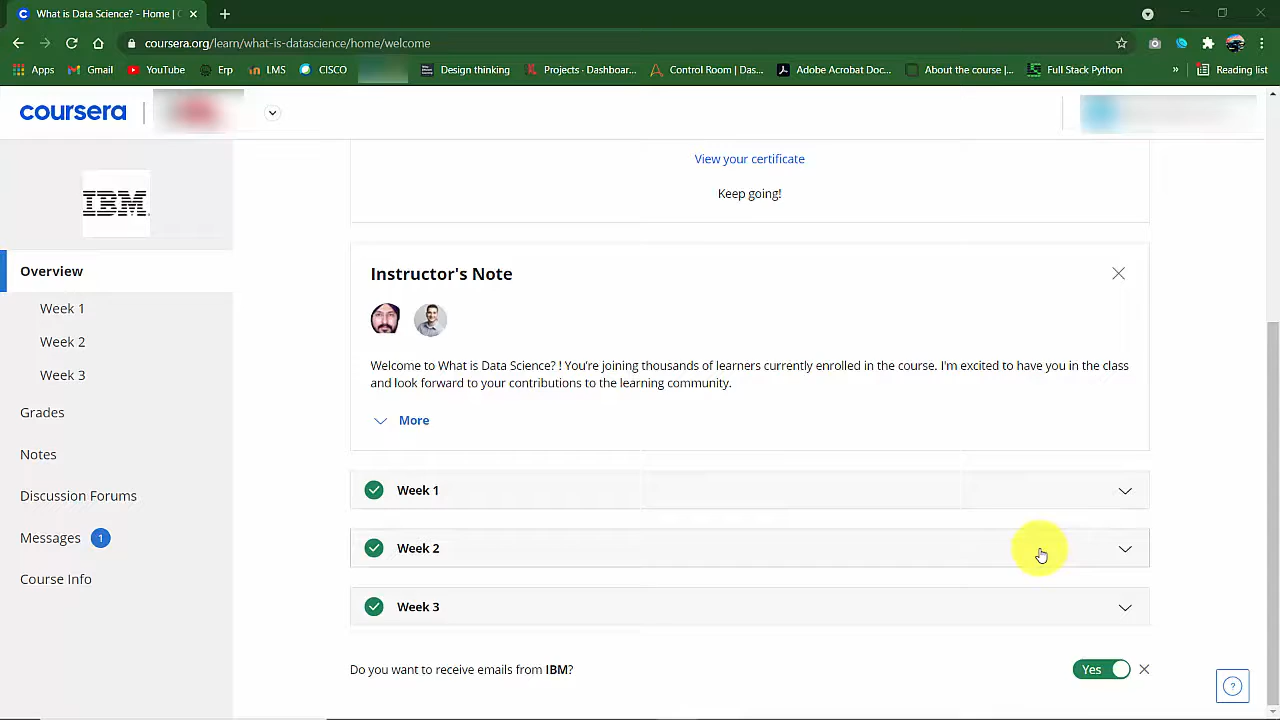 What is Data Science? - Home |
coursera.org/learn/what-is-datascience/home/welcome
Apps Gmail YouTube Erp LMS CISCO Design thinking Projects - Dashboar... Control Room | Das... Adobe Acrobat Doc... About the course |... Full Stack Python » Reading list
coursera
View your certificate
IBM
Keep going!
Overview
Instructor's Note
Week 1
Week 2
Week 3
Welcome to What is Data Science? ! You're joining thousands of learners currently enrolled in the course. I'm excited to have you in the class
and look forward to your contributions to the learning community.
Grades
More
Notes
Discussion Forums
Week 1
Messages 1
Week 2
Course Info
Week 3
Do you want to receive emails from IBM?
Yes
?